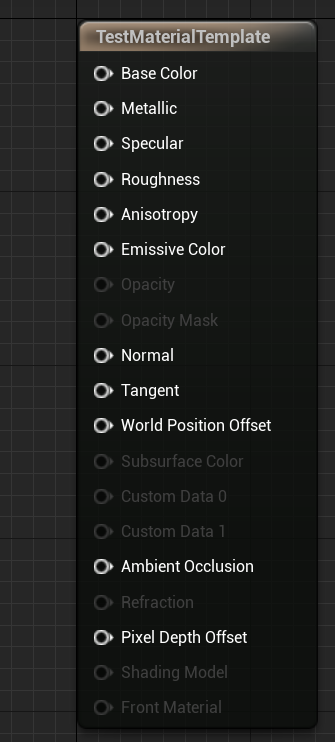 TestMaterialTemplate
Base Color
Metallic
Specular
Roughness
Anisotropy
Emissive Color
Opacity
Opacity Mask
Normal
Tangent
World Position Offset
Subsurface Color
Custom Data 0
Custom Data 1
Ambient Occlusion
Refraction
Pixel Depth Offset
Shading Model
Front Material